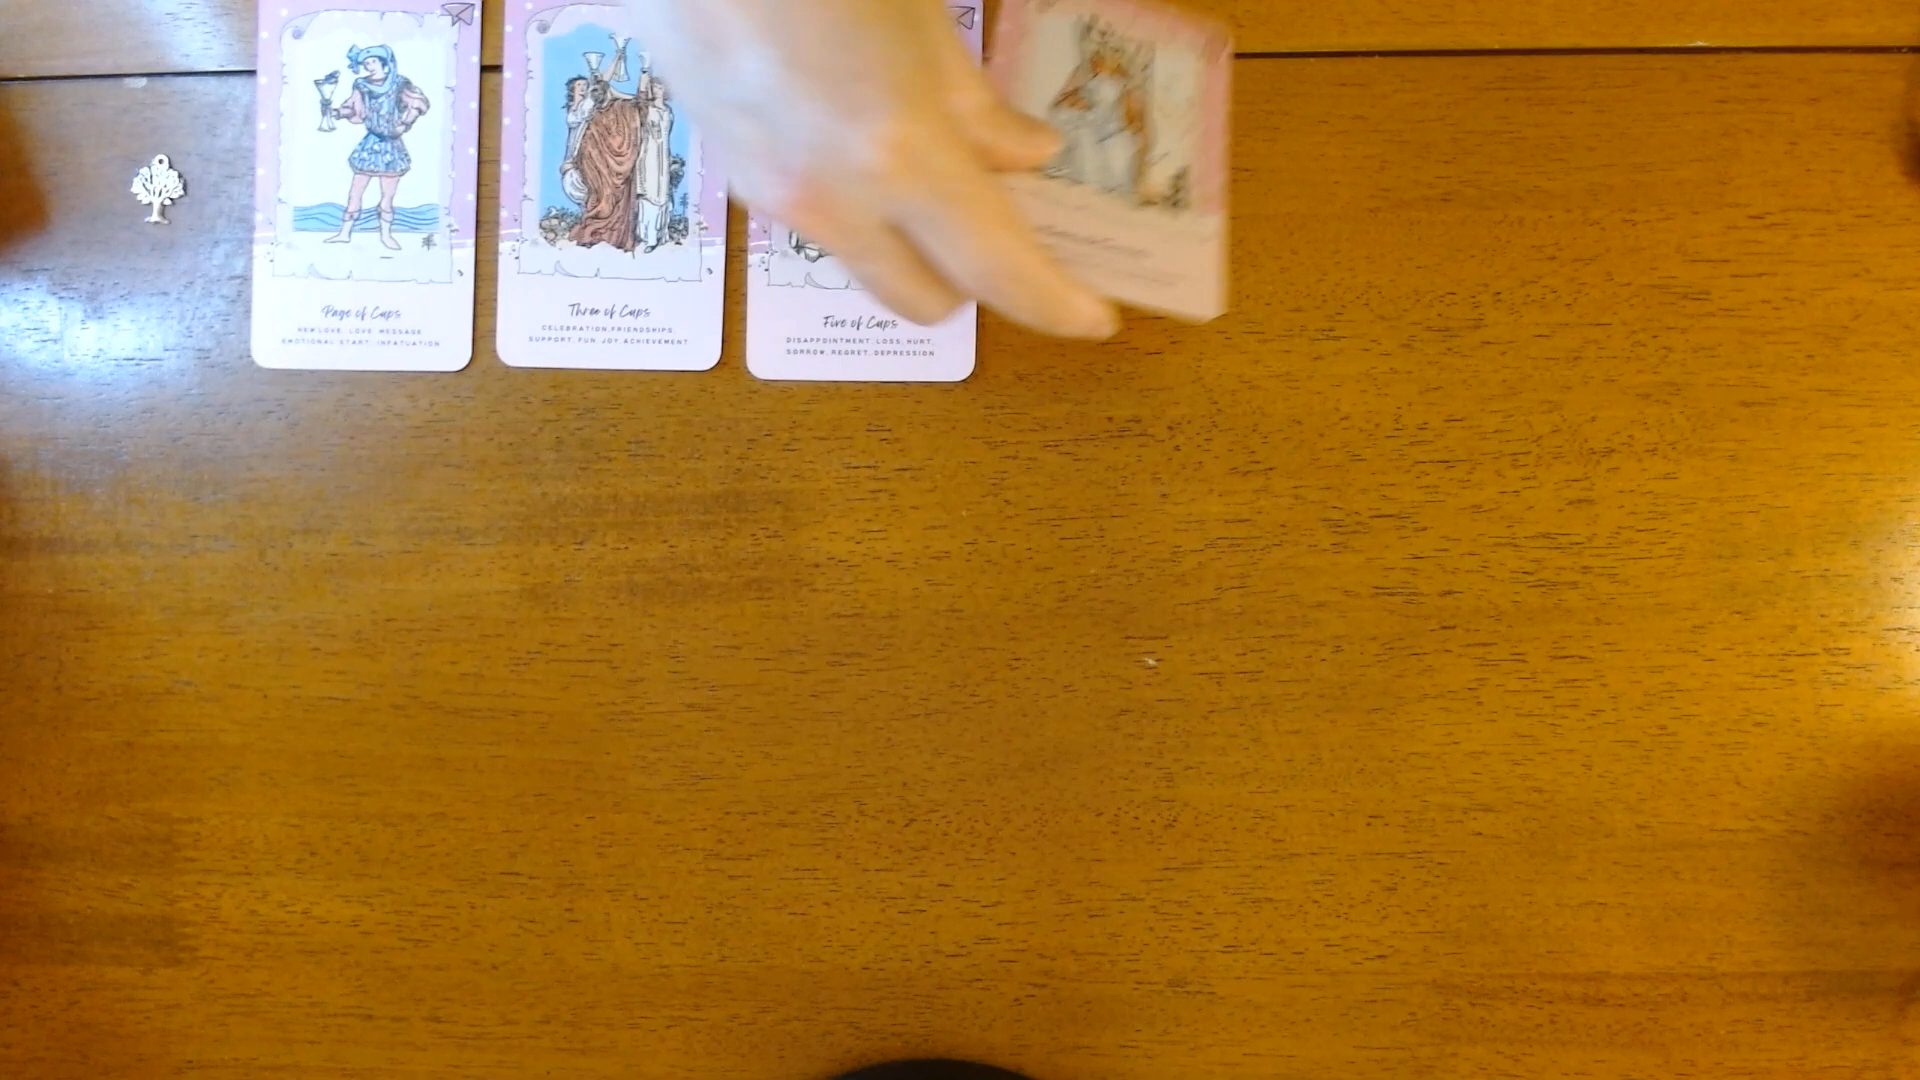 Page of Cups
NEW LOVE, LOVE MESSAGE
EMOTIONAL START, INFATUATION
Three of Cups
CELEBRATION, FRIENDSHIPS,
SUPPORT, FUN, JOY, ACHIEVEMENT
Five of Cups
DISAPPOINTMENT, LOSS, HURT,
SORROW, REGRET, DEPRESSION